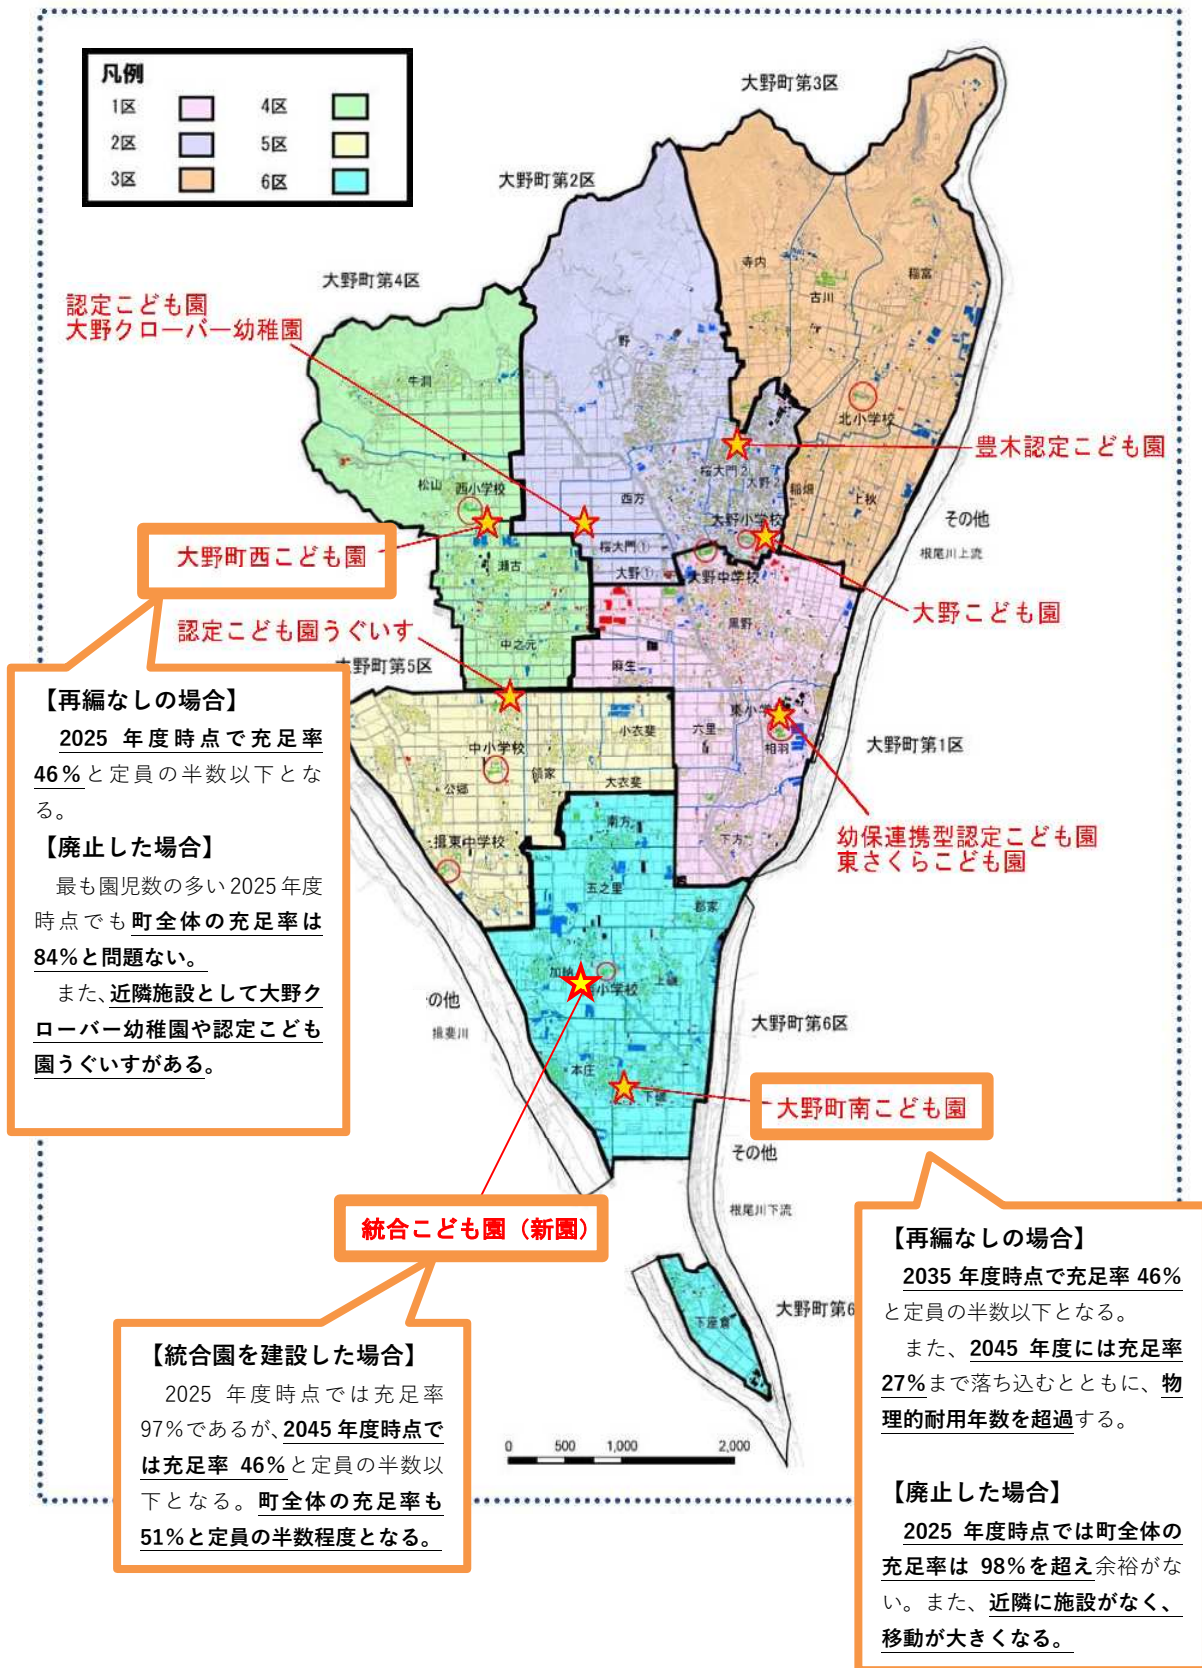 凡例
1区
4区
2区
5区
3区
6区
大野町第3区
大野町第2区
大野町第4区
認定こども園
大野クローバー幼稚園
寺内
古川
稲富
野
牛洞
北小学校
豊木認定こども園
桜大門2
大野2
松山
西小学校
西方
稲畑
上秋
大野小学校
その他
根尾川上流
大野町西こども園
桜大門①
瀬古
大野①
大野中学校
大野こども園
黒野
認定こども園うぐいす
中之元
大野町第5区
麻生
東小学
小衣斐
六里
中小学校
相羽
大野町第1区
領家
大衣斐
公郷
南方
下方
揖東中学校
幼保連携型認定こども園
東さくらこども園
五之里
郡家
加納
上磯
小学校
の他
揖斐川
大野町第6区
本庄
下磯
大野町南こども園
その他
根尾川下流
統合こども園（新園）
下座倉
大野町第6
0 500 1,000 2,000
【再編なしの場合】
2025 年度時点で充足率
46%と定員の半数以下とな
る。
【廃止した場合】
最も園児数の多い 2025 年度
時点でも町全体の充足率は
84%と問題ない。
また、近隣施設として大野ク
ローバー幼稚園や認定こども
園うぐいすがある。
【統合園を建設した場合】
2025 年度時点では充足率
97%であるが、2045 年度時点で
は充足率 46%と定員の半数以
下となる。町全体の充足率も
51%と定員の半数程度となる。
【再編なしの場合】
2035 年度時点で充足率 46%
と定員の半数以下となる。
また、2045 年度には充足率
27%まで落ち込むとともに、物
理的耐用年数を超過する。
【廃止した場合】
2025 年度時点では町全体の
充足率は 98%を超え余裕がな
い。また、近隣に施設がなく、
移動が大きくなる。